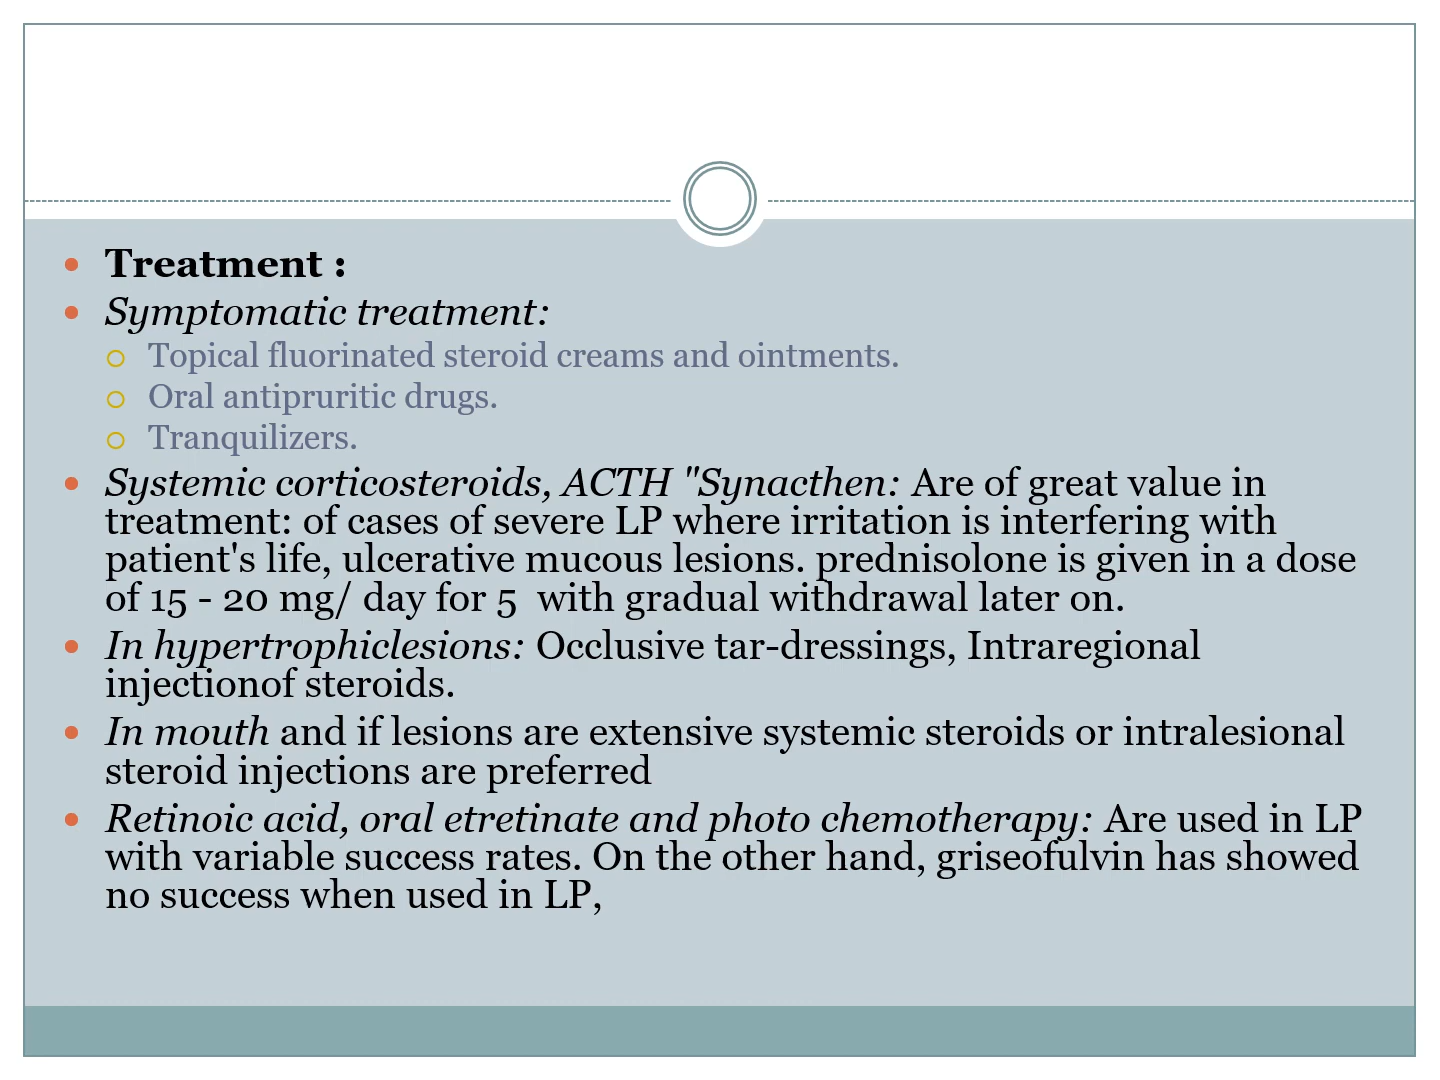 Treatment :
Symptomatic treatment:
Topical fluorinated steroid creams and ointments.
Oral antipruritic drugs.
Tranquilizers.
Systemic corticosteroids, ACTH "Synacthen: Are of great value in
treatment: of cases of severe LP where irritation is interfering with
patient's life, ulcerative mucous lesions. prednisolone is given in a dose
of 15 - 20 mg/ day for 5  with gradual withdrawal later on.
In hypertrophiclesions: Occlusive tar-dressings, Intraregional
injectionof steroids.
In mouth and if lesions are extensive systemic steroids or intralesional
steroid injections are preferred
Retinoic acid, oral etretinate and photo chemotherapy: Are used in LP
with variable success rates. On the other hand, griseofulvin has showed
no success when used in LP,